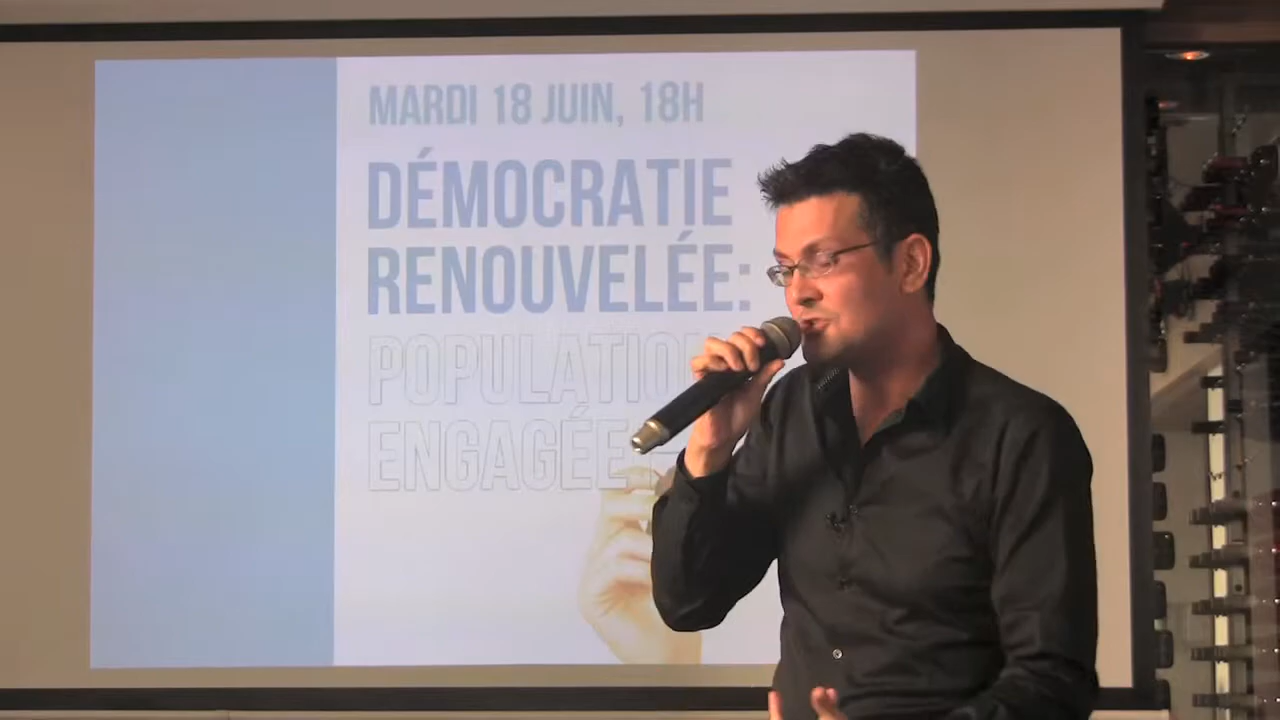 MARDI 18 JUIN, 18H
DÉMOCRATIE
RENOUVELÉE:
POPULATION
ENGAGÉE